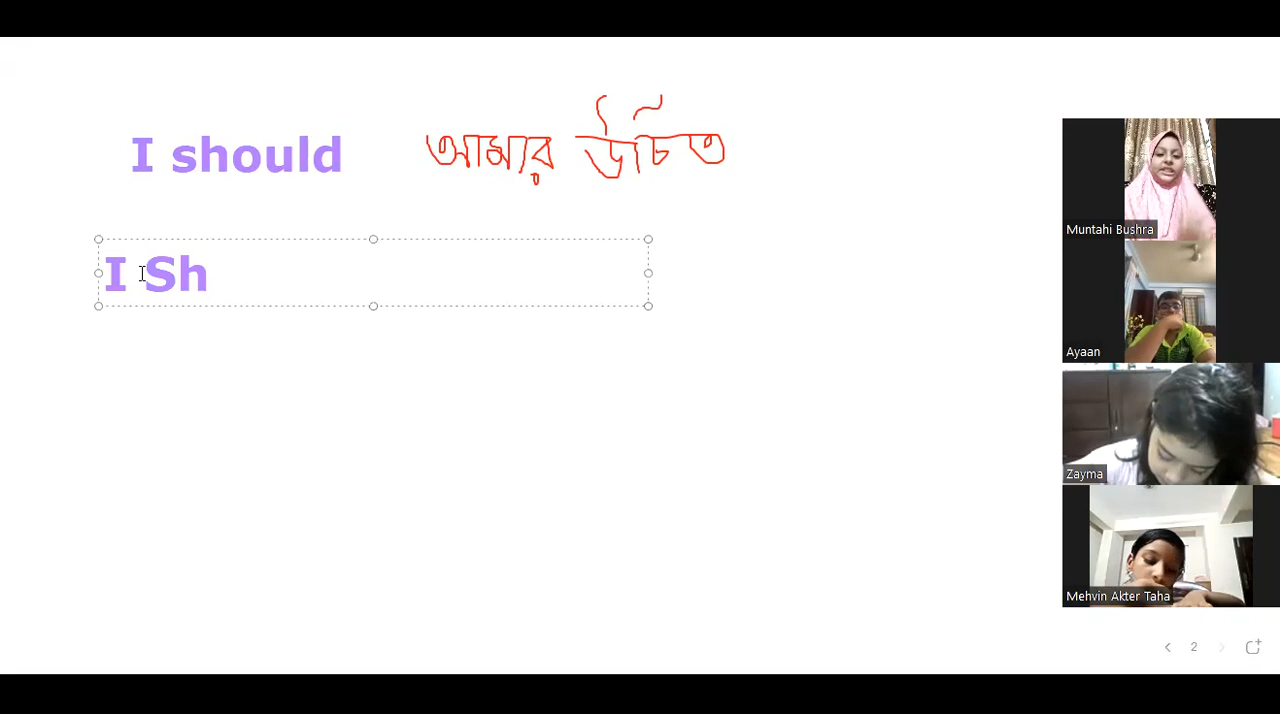 I should আমার উচিত
I Sh
Muntahi Bushra
Ayaan
Zayma
Mehvin Akter Taha
2